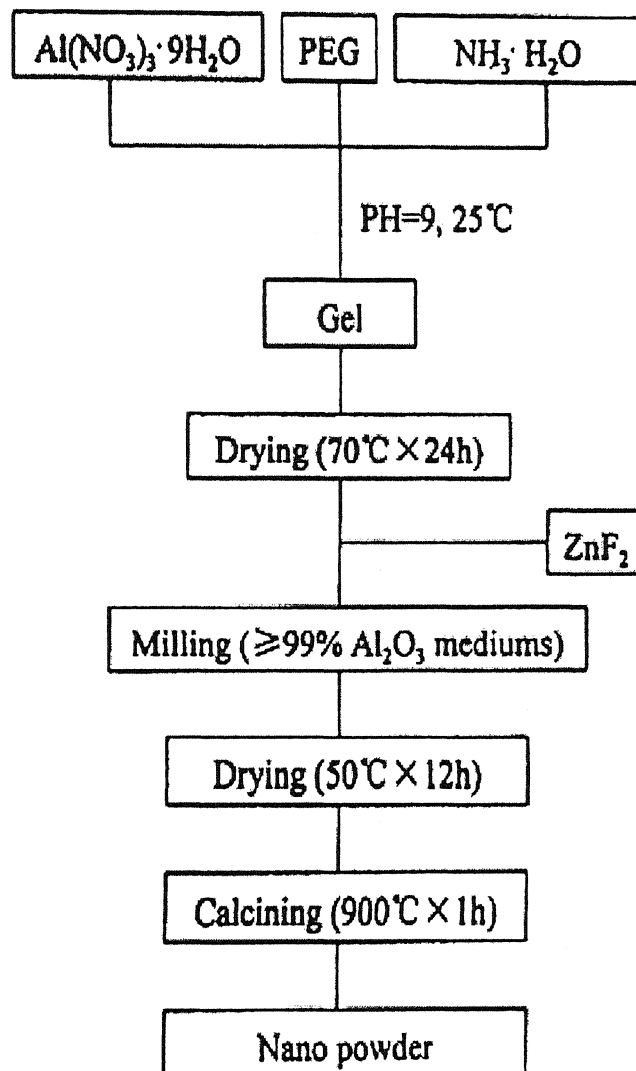 Al(NO₃)₃·9H₂O PEG NH₃·H₂O
PH=9, 25℃
Gel
Drying (70℃×24h)
ZnF₂
Milling (≥99% Al₂O₃ mediums)
Drying (50℃×12h)
Calcining (900℃×1h)
Nano powder